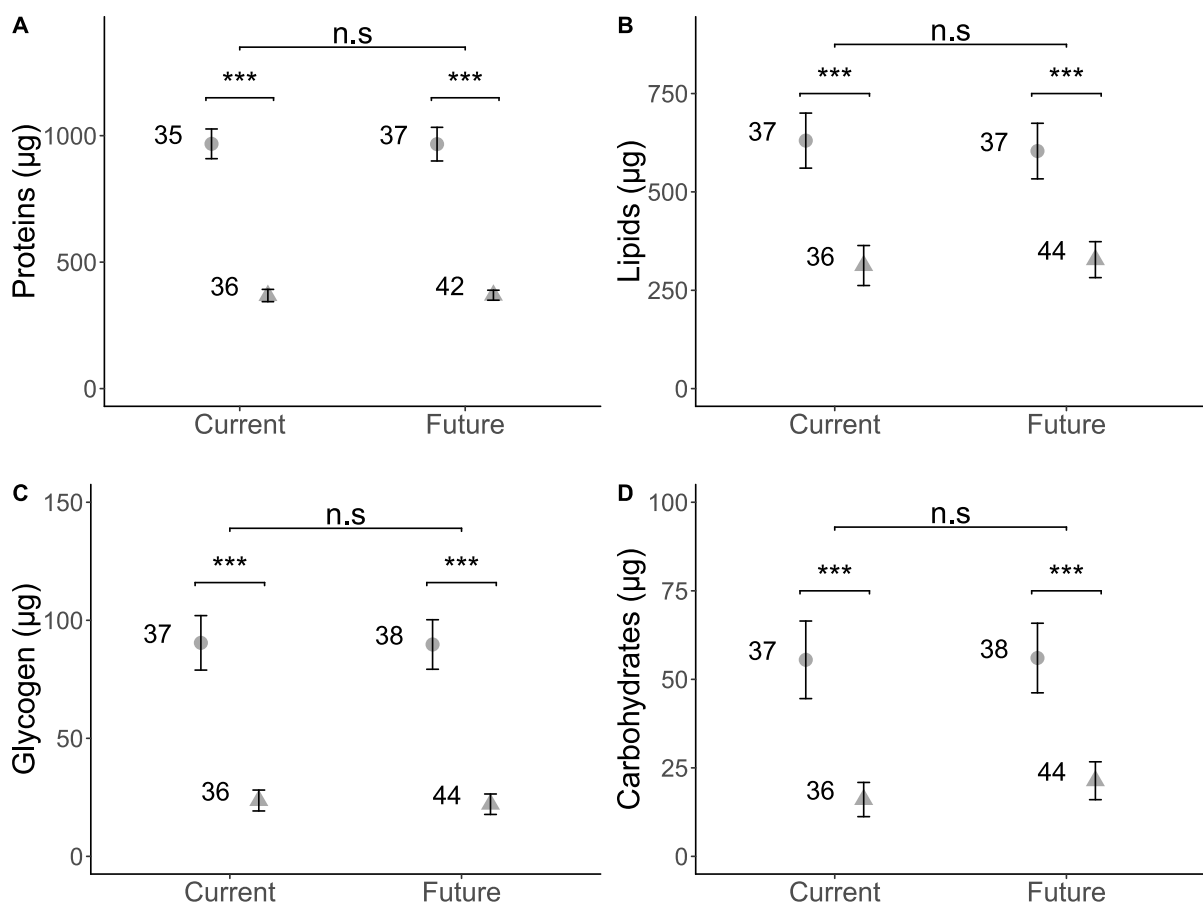 A
n.s
***
***
1000
35
37
Proteins (µg)
500
36
42
0
Current
Future
B
n.s
***
***
750
37
37
500
Lipids (µg)
36
44
250
0
Current
Future
C
150
n.s
***
***
100
37
38
Glycogen (µg)
50
36
44
0
Current
Future
D
100
n.s
***
***
75
37
38
50
Carbohydrates (µg)
25
36
44
0
Current
Future